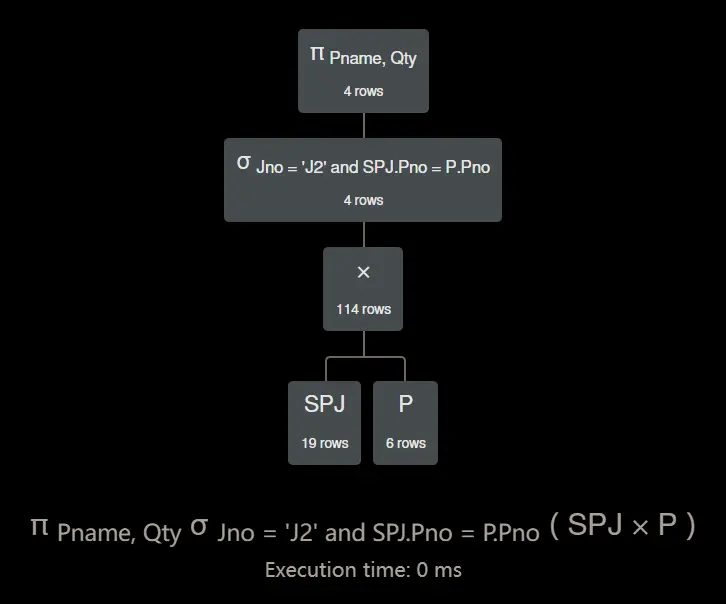 π Pname, Qty
4 rows
σ Jno = 'J2' and SPJ.Pno = P.Pno
4 rows
×
114 rows
SPJ P
19 rows 6 rows
π Pname, Qty σ Jno = 'J2' and SPJ.Pno = P.Pno ( SPJ × P )
Execution time: 0 ms